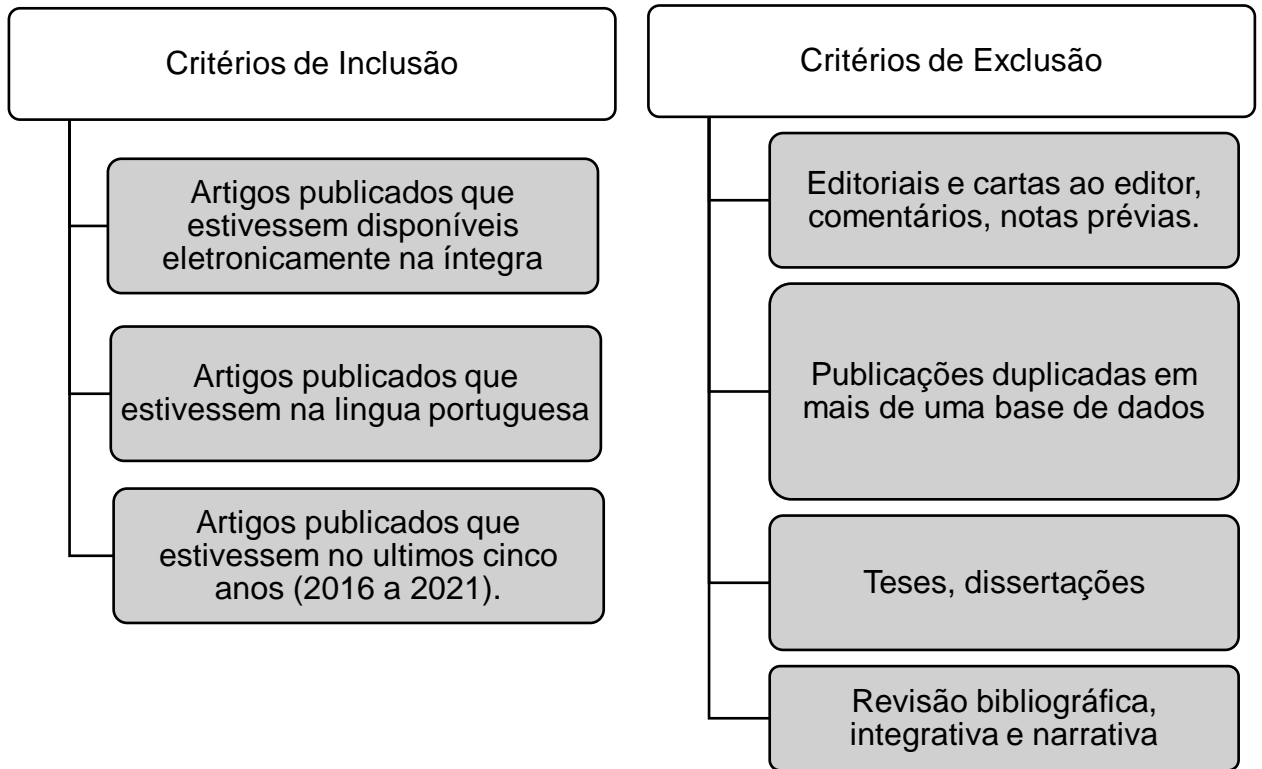 Critérios de Inclusão
Artigos publicados que
estivessem disponíveis
eletronicamente na íntegra
Artigos publicados que
estivessem na lingua portuguesa
Artigos publicados que
estivessem no ultimos cinco
anos (2016 a 2021).
Critérios de Exclusão
Editoriais e cartas ao editor,
comentários, notas prévias.
Publicações duplicadas em
mais de uma base de dados
Teses, dissertações
Revisão bibliográfica,
integrativa e narrativa